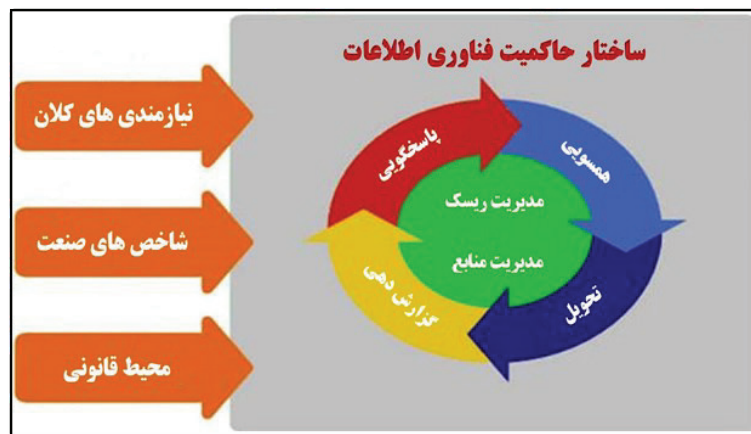 ساختار حاکمیت فناوری اطلاعات
نیازمندی های کلان
شاخص های صنعت
محیط قانونی
پاسخگویی
همسویی
تحویل
گزارش دهی
مدیریت ریسک
مدیریت منابع